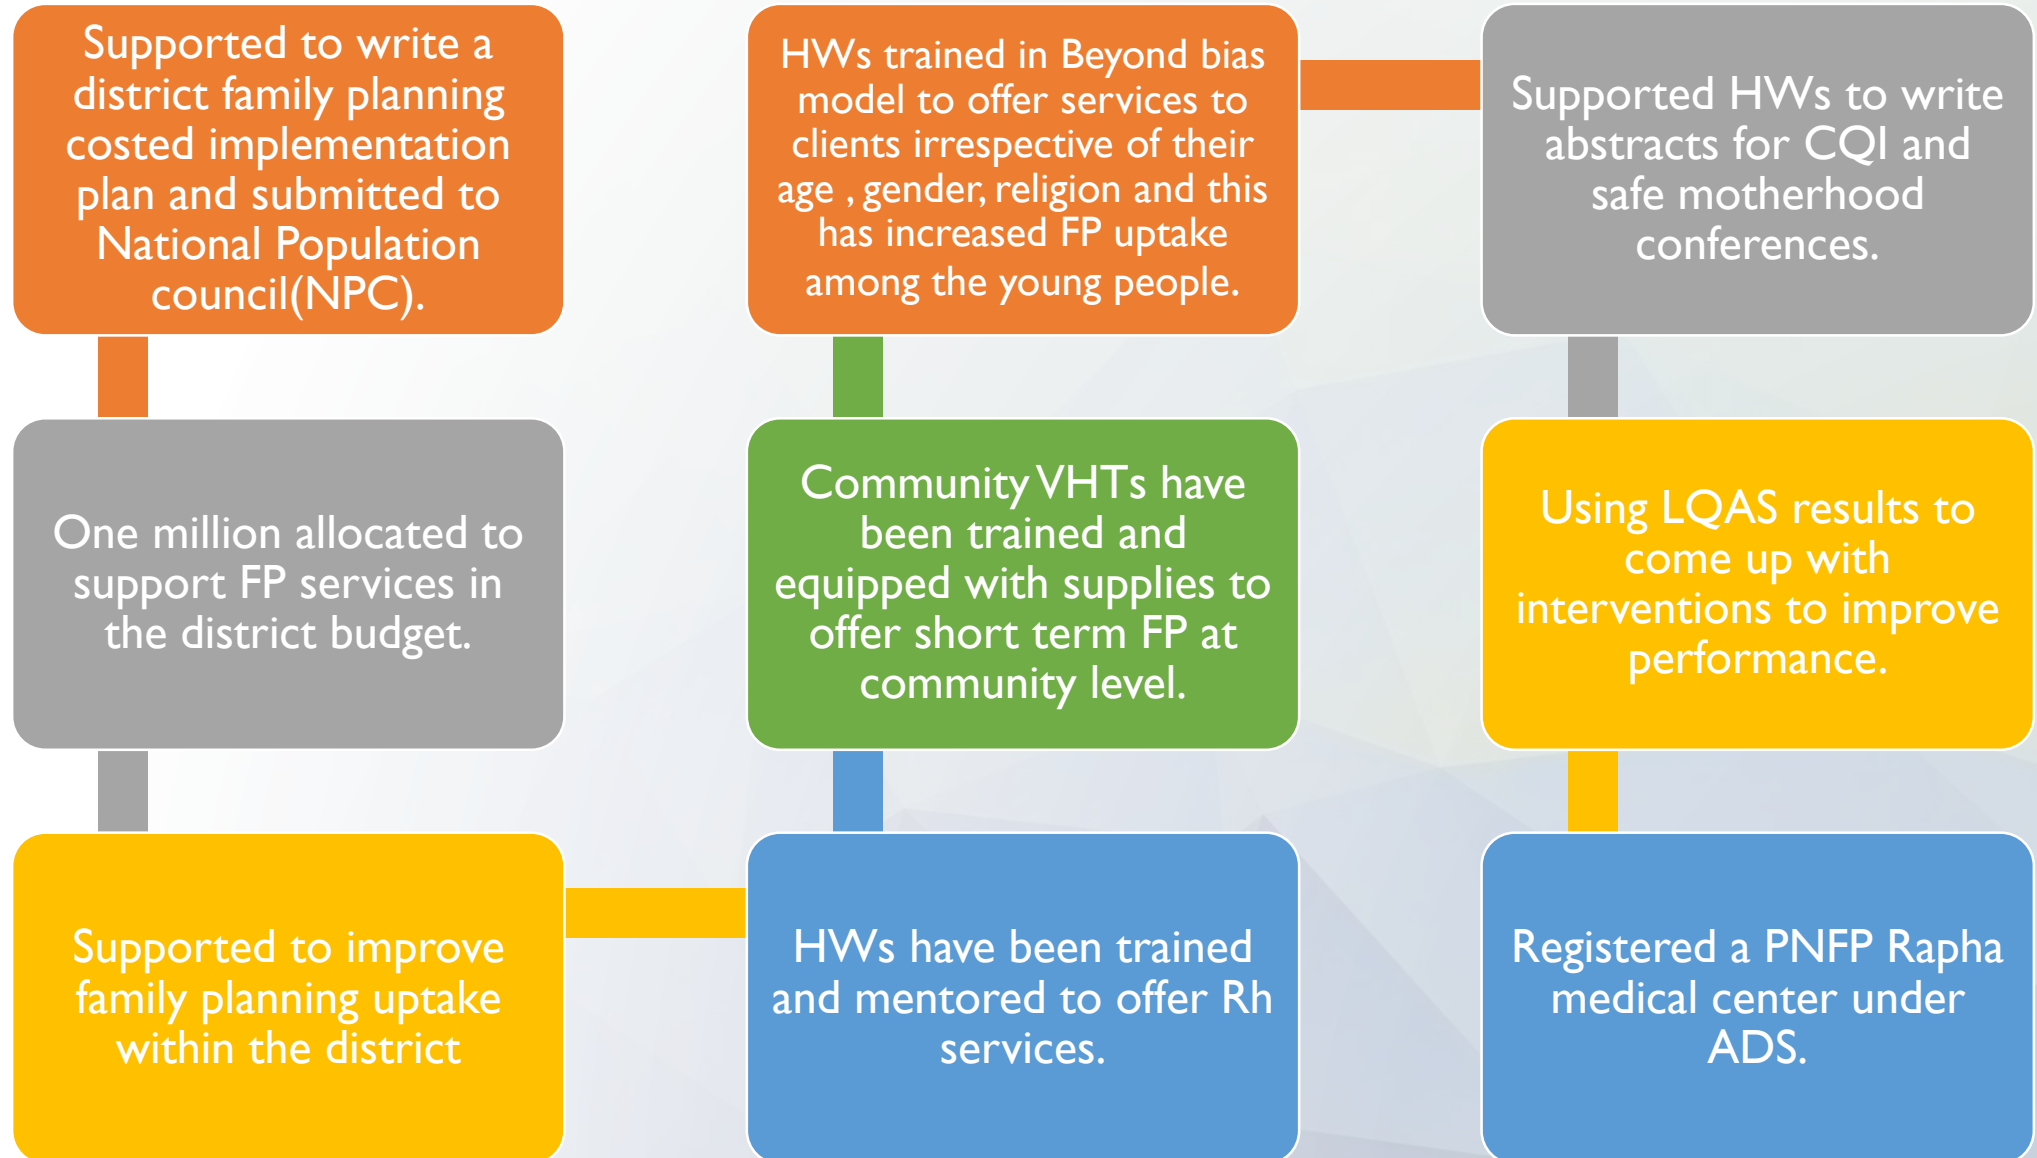 Supported to write a
district family planning
costed implementation
plan and submitted to
National Population
council(NPC).
One million allocated to
support FP services in
the district budget.
Supported to improve
family planning uptake
within the district
HWs have been trained
and mentored to offer Rh
services.
Community VHTs have
been trained and
equipped with supplies to
offer short term FP at
community level.
HWs trained in Beyond bias
model to offer services to
clients irrespective of their
age , gender, religion and this
has increased FP uptake
among the young people.
Supported HWs to write
abstracts for CQI and
safe motherhood
conferences.
Using LQAS results to
come up with
interventions to improve
performance.
Registered a PNFP Rapha
medical center under
ADS.